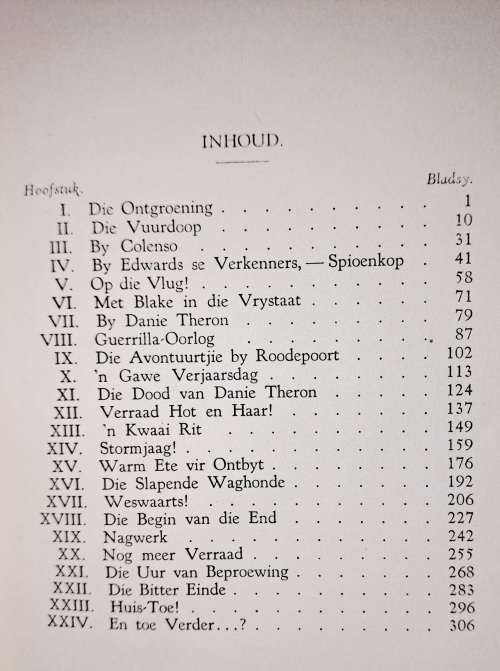 INHOUD.
Hoofstuk. Bladsy.
I. Die Ontgroening . . . . . . . . . . 1
II. Die Vuurdoop . . . . . . . . . . 10
III. By Colenso . . . . . . . . . . 31
IV. By Edwards se Verkenners, — Spioenkop . 41
V. Op die Vlug! . . . . . . . . . . 58
VI. Met Blake in die Vrystaat . . . . . . 71
VII. By Danie Theron . . . . . . . . . 79
VIII. Guerrilla-Oorlog . . . . . . . . . 87
IX. Die Avontuurtjie by Roodepoort . . . . 102
X. 'n Gawe Verjaarsdag . . . . . . . . 113
XI. Die Dood van Danie Theron . . . . . 124
XII. Verraad Hot en Haar! . . . . . . . 137
XIII. 'n Kwaai Rit . . . . . . . . . 149
XIV. Stormjaag! . . . . . . . . . . 159
XV. Warm Ete vir Ontbyt . . . . . . . 176
XVI. Die Slapende Waghonde . . . . . . 192
XVII. Weswaarts! . . . . . . . . . . 206
XVIII. Die Begin van die End . . . . . . 227
XIX. Nagwerk . . . . . . . . . . 242
XX. Nog meer Verraad . . . . . . . . 255
XXI. Die Uur van Beproewing . . . . . . 268
XXII. Die Bitter Einde . . . . . . . . 283
XXIII. Huis-Toe! . . . . . . . . . . 296
XXIV. En toe Verder...? . . . . . . . . 306